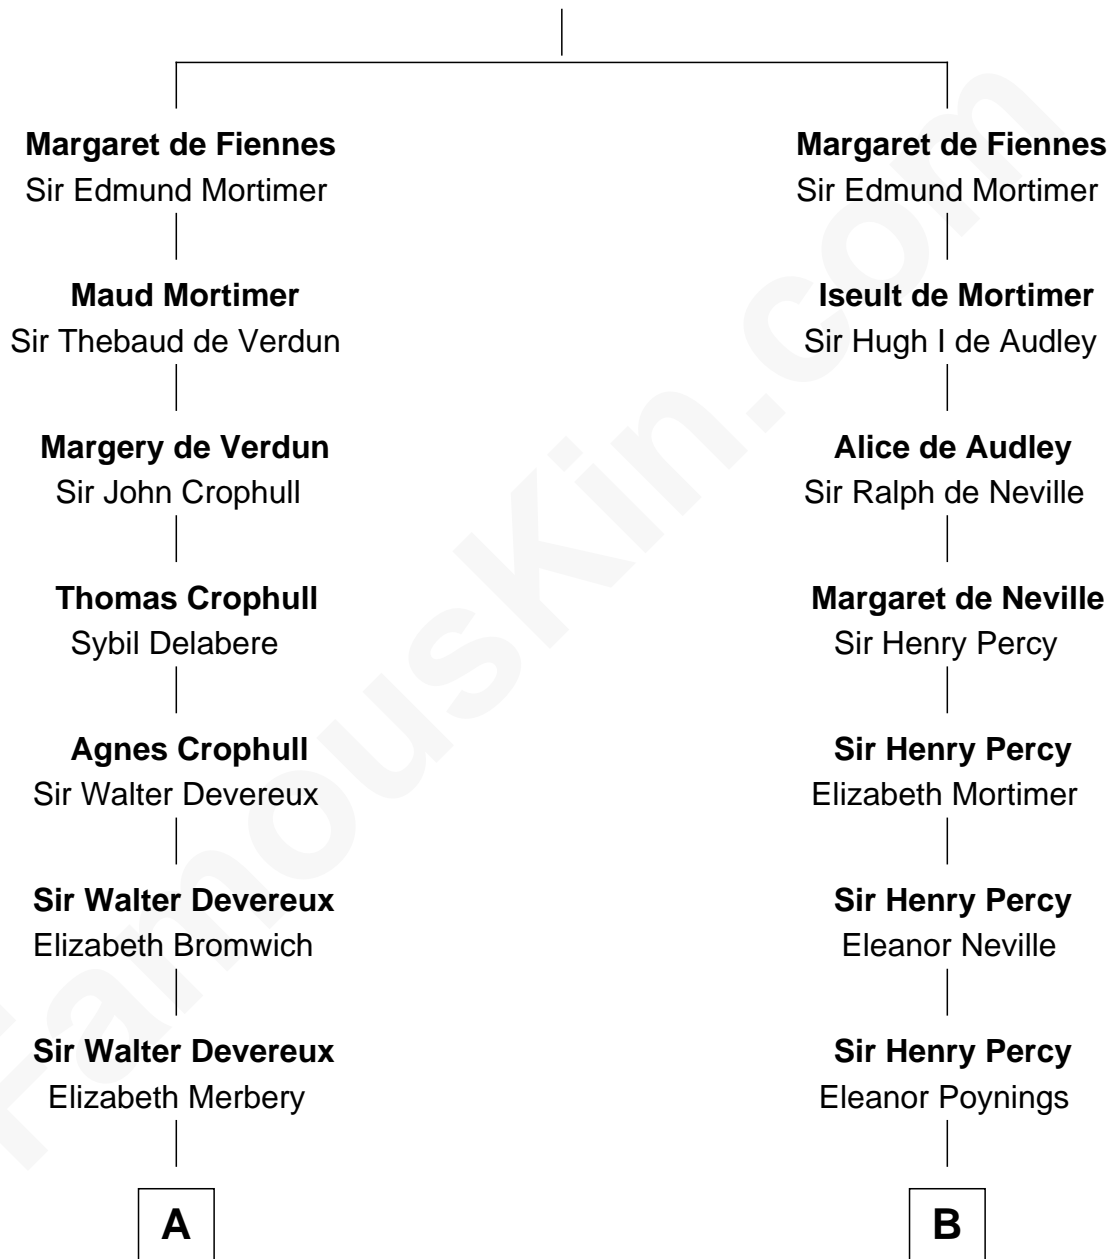 Margaret de Fiennes
Sir Edmund Mortimer
Maud Mortimer
Sir Thebaud de Verdun
Margery de Verdun
Sir John Crophull
Thomas Crophull
Sybil Delabere
Agnes Crophull
Sir Walter Devereux
Sir Walter Devereux
Elizabeth Bromwich
Sir Walter Devereux
Elizabeth Merbery
A
Margaret de Fiennes
Sir Edmund Mortimer
Iseult de Mortimer
Sir Hugh I de Audley
Alice de Audley
Sir Ralph de Neville
Margaret de Neville
Sir Henry Percy
Sir Henry Percy
Elizabeth Mortimer
Sir Henry Percy
Eleanor Neville
Sir Henry Percy
Eleanor Poynings
B
FamousKin.com